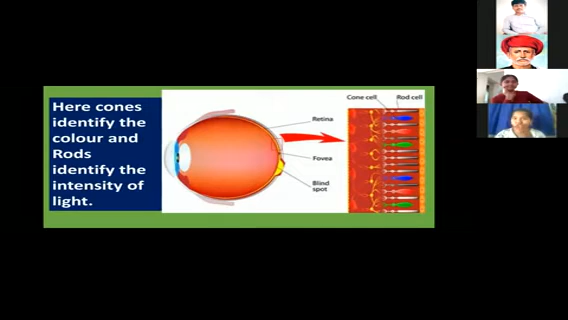 Here cones
identify the
colour and
Rods
identify the
intensity of
light.
Retina
Fovea
Blind
spot
Cone cell
Rod cell